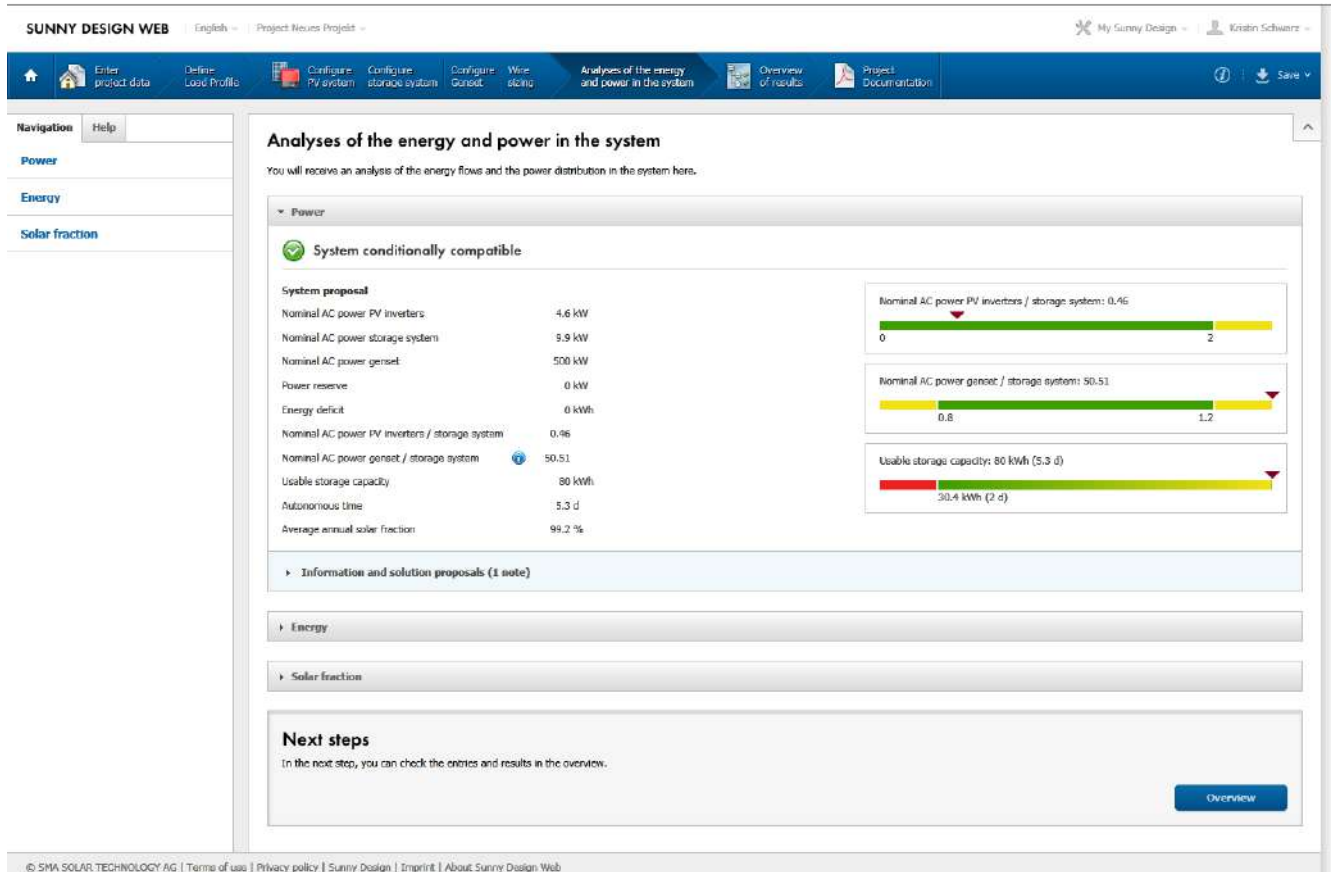 SUNNY DESIGN WEB English Project Neues Projekt My Sunny Design Kristin Schwarz
Enter project data
Define Load Profile
Configure PV system
Configure storage system
Configure Genset
Wire sizing
Analyses of the energy and power in the system
Overview of results
Project Documentation
Save
Navigation Help
Power
Energy
Solar fraction
Analyses of the energy and power in the system
You will receive an analysis of the energy flows and the power distribution in the system here.
Power
System conditionally compatible
System proposal
Nominal AC power PV inverters 4.6 kW
Nominal AC power storage system 9.9 kW
Nominal AC power genset 500 kW
Power reserve 0 kW
Energy deficit 0 kWh
Nominal AC power PV inverters / storage system 0.46
Nominal AC power genset / storage system 50.51
Usable storage capacity 80 kWh
Autonomous time 5.3 d
Average annual solar fraction 99.2 %
Nominal AC power PV inverters / storage system: 0.46
0 2
Nominal AC power genset / storage system: 50.51
0.8 1.2
Usable storage capacity: 80 kWh (5.3 d)
30.4 kWh (2 d)
Information and solution proposals (1 note)
Energy
Solar fraction
Next steps
In the next step, you can check the entries and results in the overview.
Overview
© SMA SOLAR TECHNOLOGY AG | Terms of use | Privacy policy | Sunny Design | Imprint | About Sunny Design Web